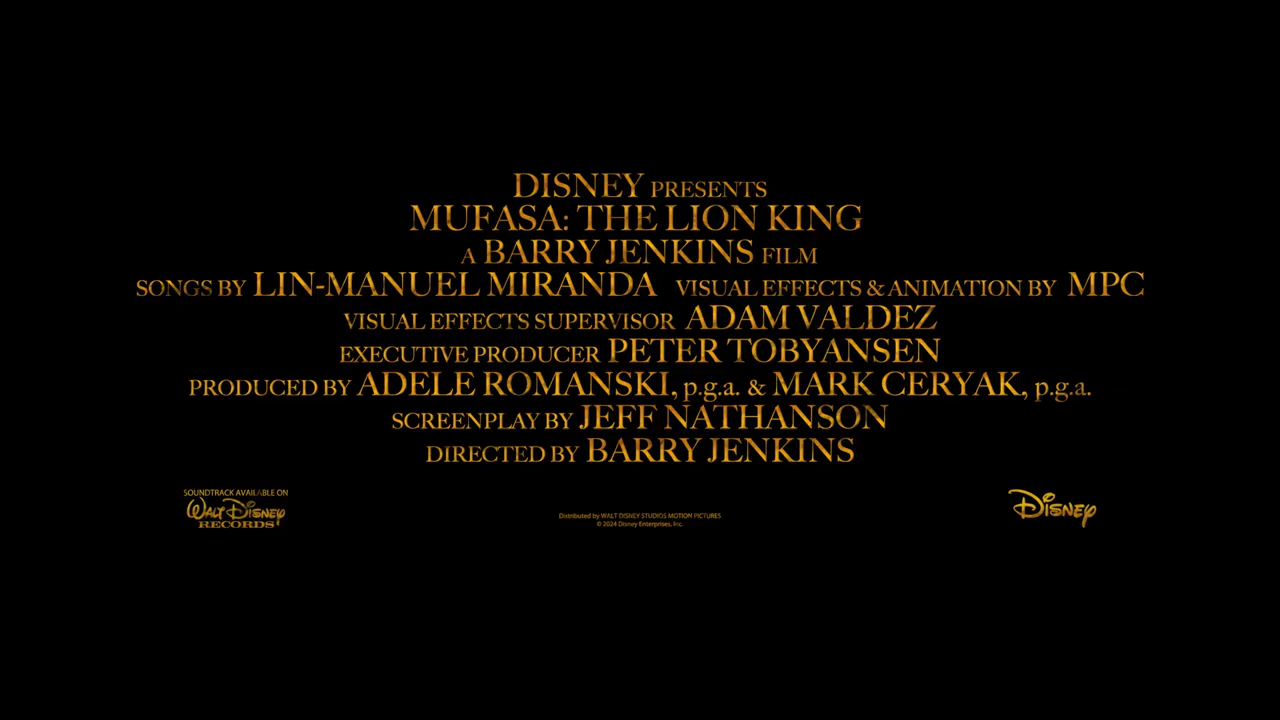 DISNEY PRESENTS
MUFASA: THE LION KING
A BARRY JENKINS FILM
SONGS BY LIN-MANUEL MIRANDA VISUAL EFFECTS & ANIMATION BY MPC
VISUAL EFFECTS SUPERVISOR ADAM VALDEZ
EXECUTIVE PRODUCER PETER TOBYANSEN
PRODUCED BY ADELE ROMANSKI, p.g.a. & MARK CERYAK, p.g.a.
SCREENPLAY BY JEFF NATHANSON
DIRECTED BY BARRY JENKINS
SOUNDTRACK AVAILABLE ON
WALT DISNEY
RECORDS
Distributed by WALT DISNEY STUDIOS MOTION PICTURES
© 2024 Disney Enterprises, Inc.
DISNEY